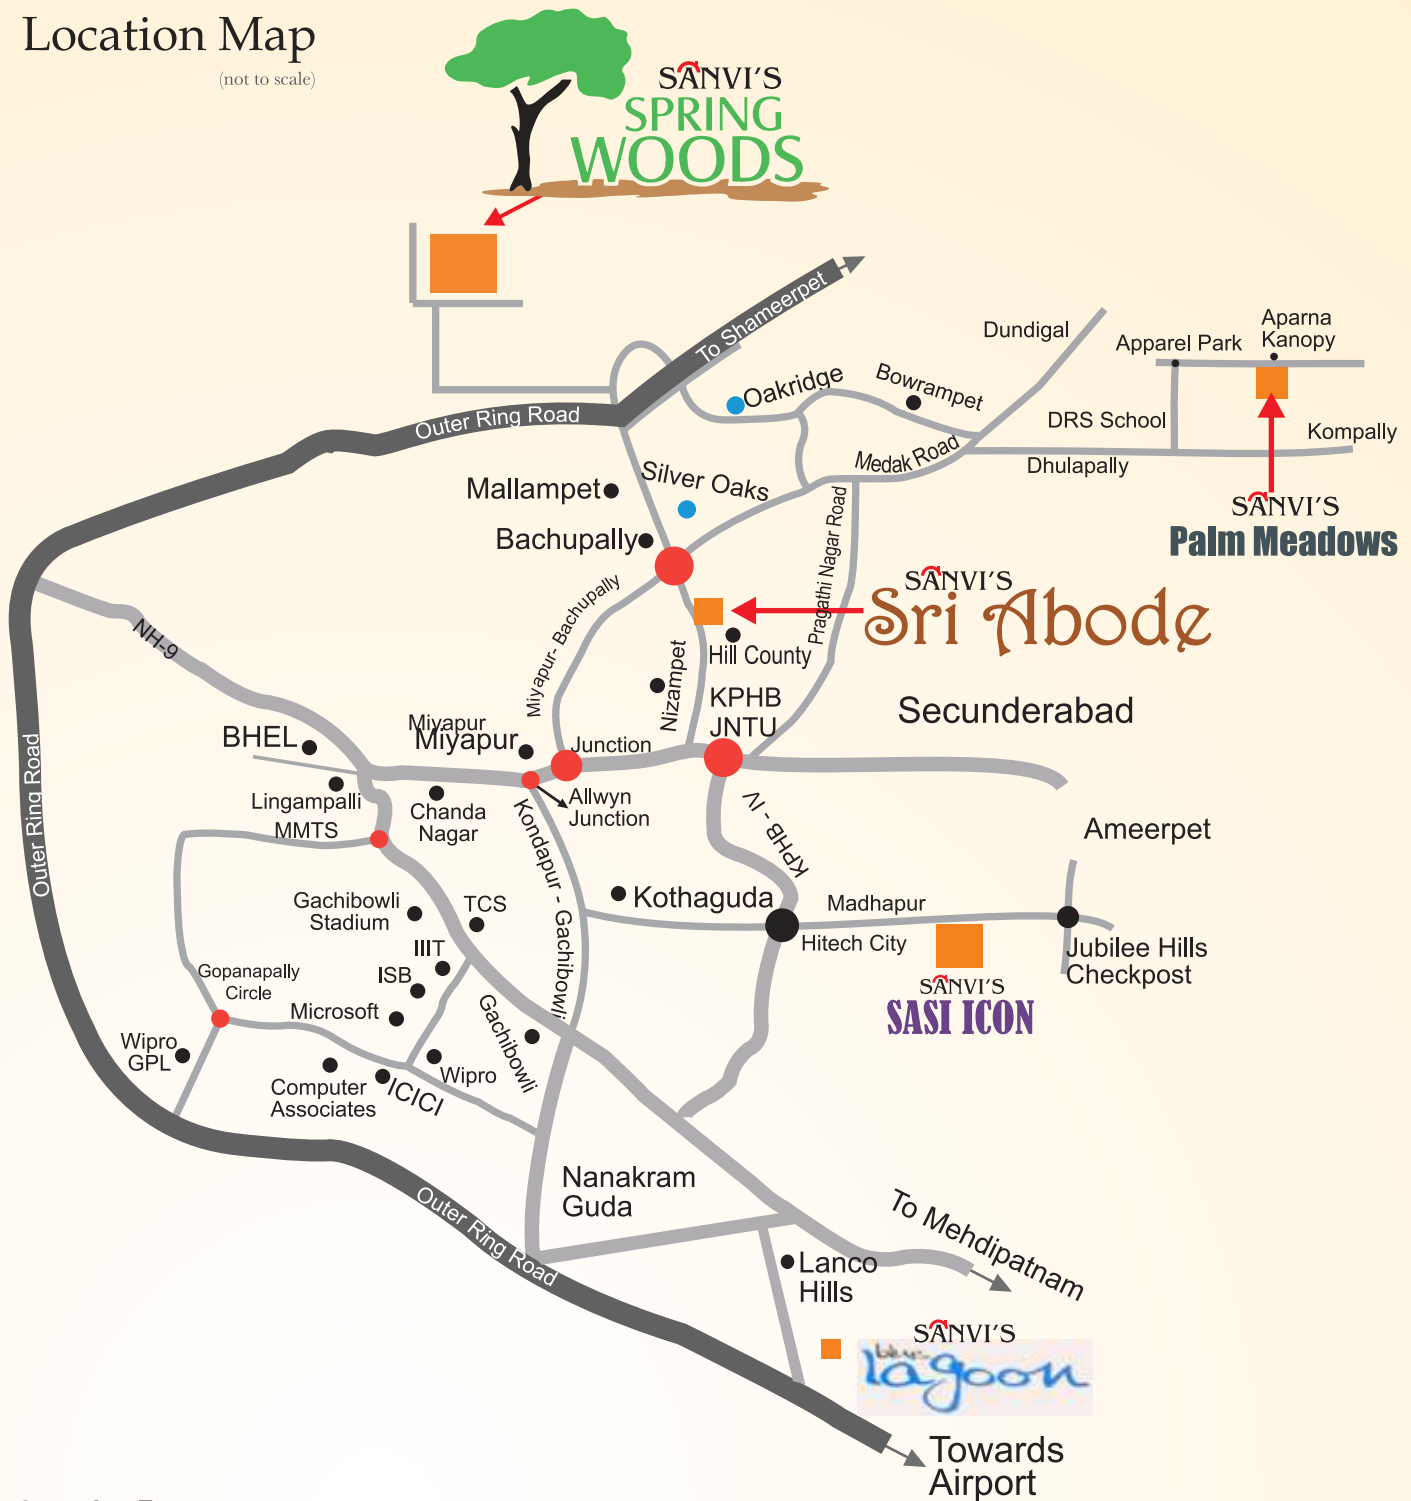 Location Map
(not to scale)
SANVI'S
SPRING
WOODS
To Shameerpet
Outer Ring Road
Oakridge
Bowrampet
Dundigal
Apparel Park
Aparna
Kanopy
DRS School
Kompally
Medak Road
Dhulapally
Mallampet
Silver Oaks
Bachupally
SANVI'S
Palm Meadows
Pragathi Nagar Road
SANVI'S
Sri Abode
Miyapur- Bachupally
NH-9
Hill County
Nizampet
KPHB
JNTU
Secunderabad
BHEL
Miyapur
Miyapur
Junction
Lingampalli
MMTS
Chanda
Nagar
Allwyn
Junction
Kondapur - Gachibowli
KPHB - IV
Ameerpet
Outer Ring Road
Gachibowli
Stadium
TCS
Kothaguda
Madhapur
Hitech City
Jubilee Hills
Checkpost
IIIT
ISB
Gopanapally
Circle
Microsoft
SANVI'S
SASI ICON
Wipro
GPL
Gachibowli
Computer
Associates
ICICI
Wipro
Nanakram
Guda
Outer Ring Road
To Mehdipatnam
Lanco
Hills
SANVI'S
blue
lagoon
Towards
Airport